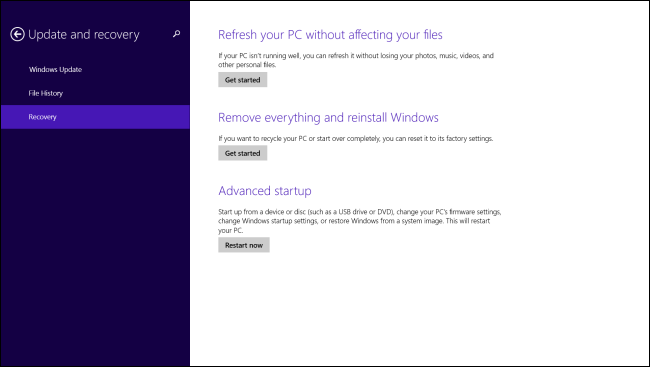 Update and recovery
Windows Update
File History
Recovery
Refresh your PC without affecting your files
If your PC isn't running well, you can refresh it without losing your photos, music, videos, and
other personal files.
Get started
Remove everything and reinstall Windows
If you want to recycle your PC or start over completely, you can reset it to its factory settings.
Get started
Advanced startup
Start up from a device or disc (such as a USB drive or DVD), change your PC's firmware settings,
change Windows startup settings, or restore Windows from a system image. This will restart
your PC.
Restart now